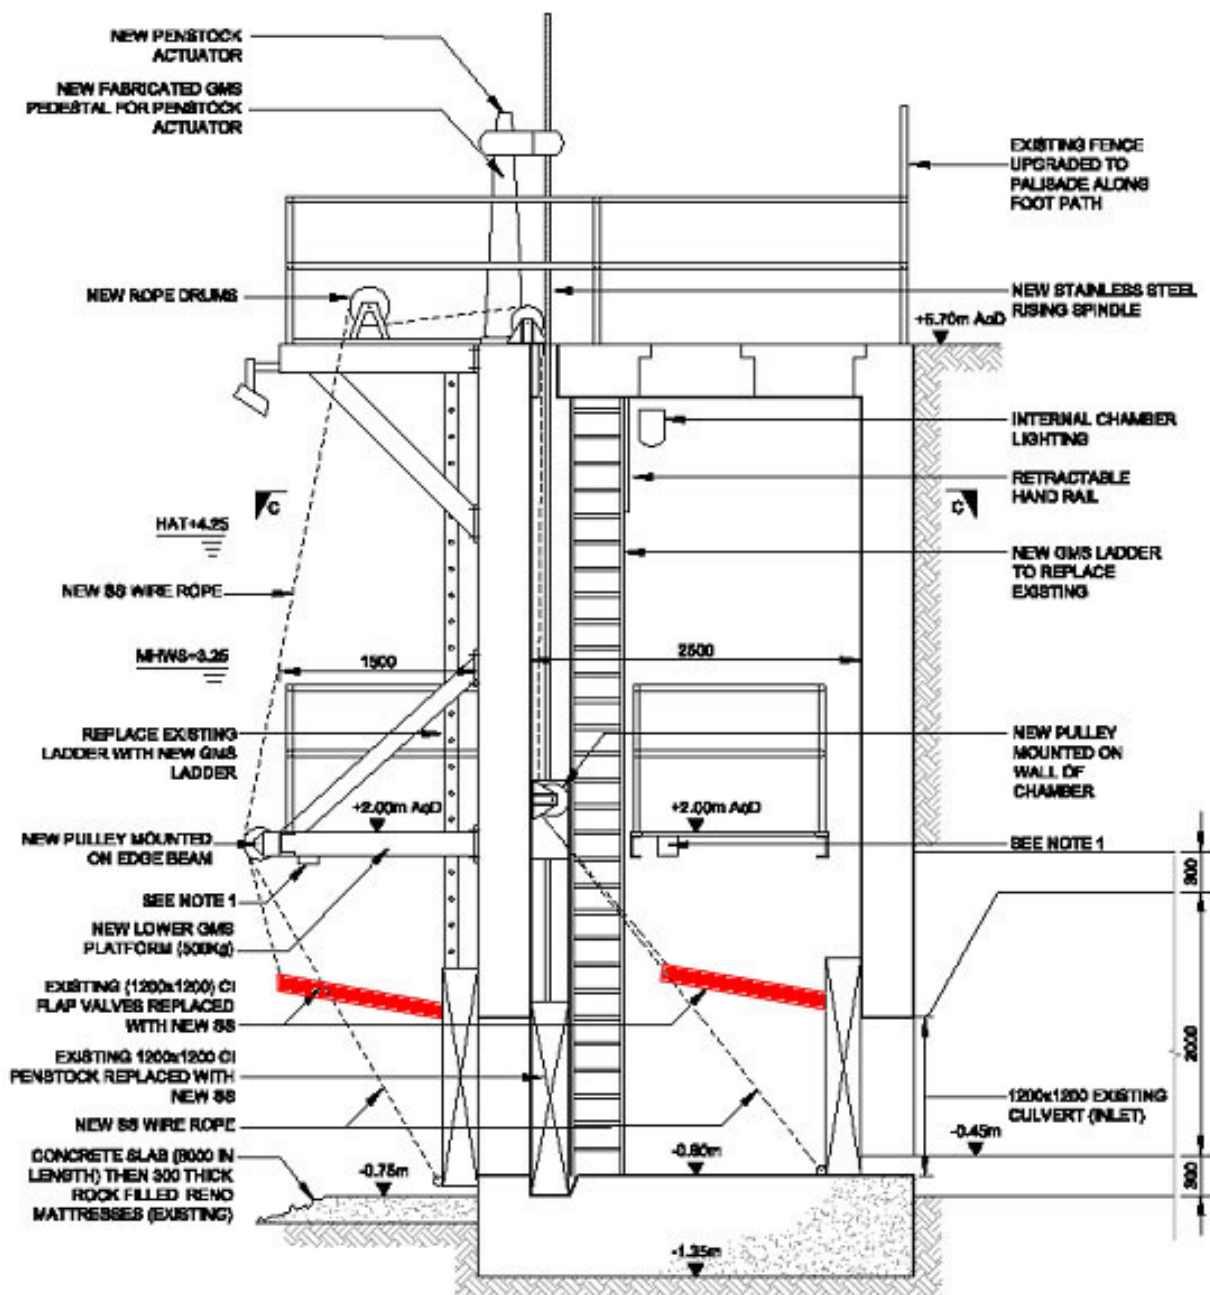 NEW PENSTOCK
ACTUATOR
NEW FABRICATED GMS
PEDESTAL FOR PENSTOCK
ACTUATOR
EXISTING FENCE
UPGRADED TO
PALISADE ALONG
FOOT PATH
NEW ROPE DRUMS
NEW STAINLESS STEEL
RISING SPINDLE
+5.70m AoD
INTERNAL CHAMBER
LIGHTING
RETRACTABLE
HAND RAIL
C
C
HAT+4.25
NEW GMS LADDER
TO REPLACE
EXISTING
NEW SS WIRE ROPE
MHWS+3.25
1500
2500
REPLACE EXISTING
LADDER WITH NEW GMS
LADDER
NEW PULLEY
MOUNTED ON
WALL OF
CHAMBER
+2.00m AoD
+2.00m AoD
NEW PULLEY MOUNTED
ON EDGE BEAM
SEE NOTE 1
SEE NOTE 1
300
NEW LOWER GMS
PLATFORM (500Kg)
EXISTING (1200x1200) CI
FLAP VALVES REPLACED
WITH NEW SS
2000
EXISTING 1200x1200 CI
PENSTOCK REPLACED WITH
NEW SS
1200x1200 EXISTING
CULVERT (INLET)
NEW SS WIRE ROPE
-0.45m
CONCRETE SLAB (6000 IN
LENGTH) THEN 300 THICK
ROCK FILLED RENO
MATTRESSES (EXISTING)
-0.75m
-0.60m
300
-1.35m